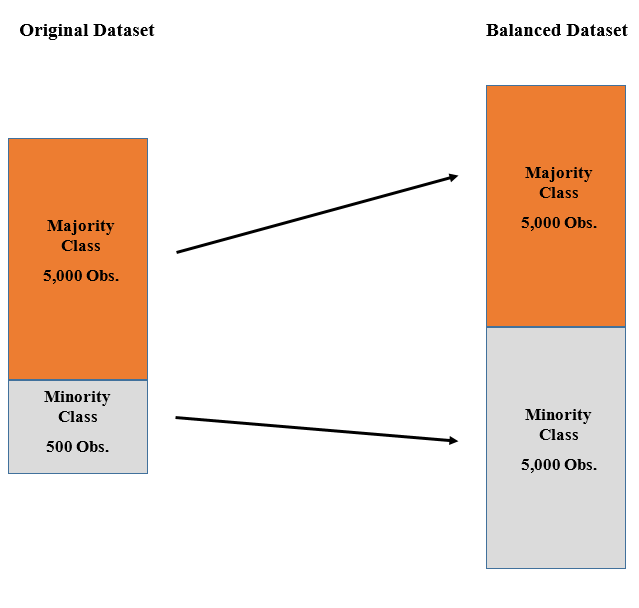 Original Dataset
Balanced Dataset
Majority
Class
5,000 Obs.
Minority
Class
500 Obs.
Majority
Class
5,000 Obs.
Minority
Class
5,000 Obs.